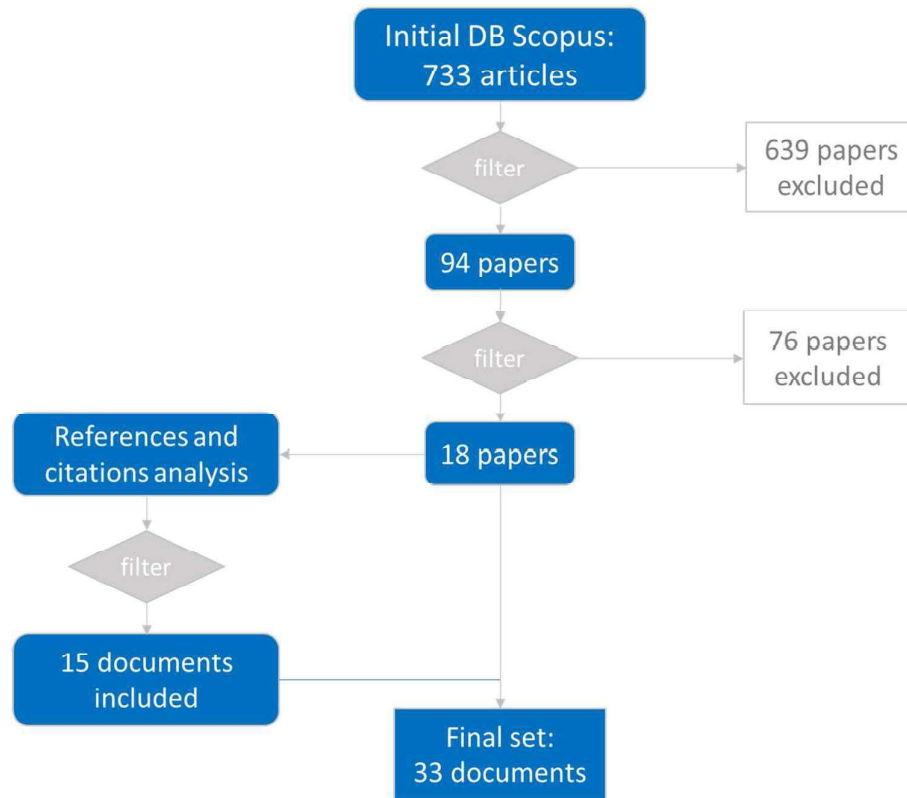 Initial DB Scopus:
733 articles
filter
639 papers
excluded
94 papers
filter
76 papers
excluded
References and
citations analysis
18 papers
filter
15 documents
included
Final set:
33 documents